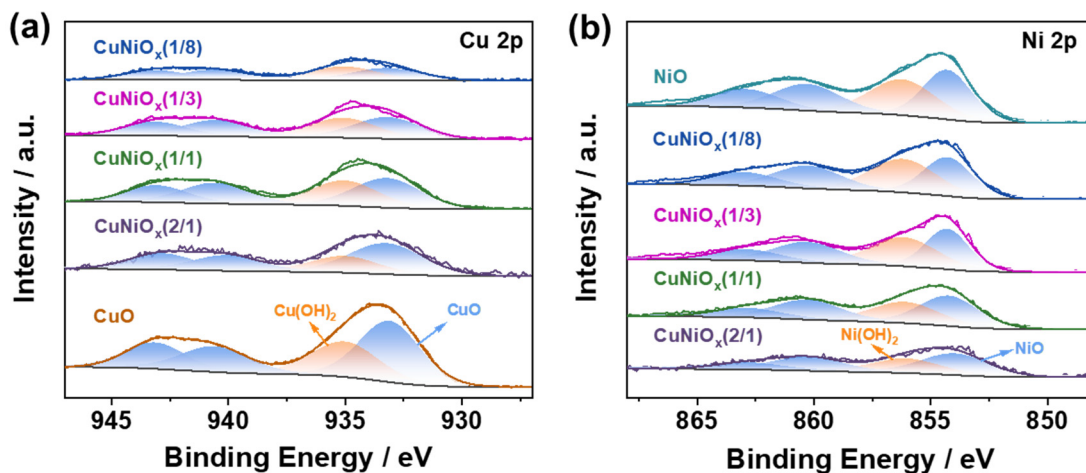 (a)
Cu 2p
CuNiOₓ(1/8)
CuNiOₓ(1/3)
CuNiOₓ(1/1)
CuNiOₓ(2/1)
CuO
Cu(OH)₂
CuO
Intensity / a.u.
945 940 935 930
Binding Energy / eV
(b)
Ni 2p
NiO
CuNiOₓ(1/8)
CuNiOₓ(1/3)
CuNiOₓ(1/1)
CuNiOₓ(2/1)
Ni(OH)₂
NiO
Intensity / a.u.
865 860 855 850
Binding Energy / eV